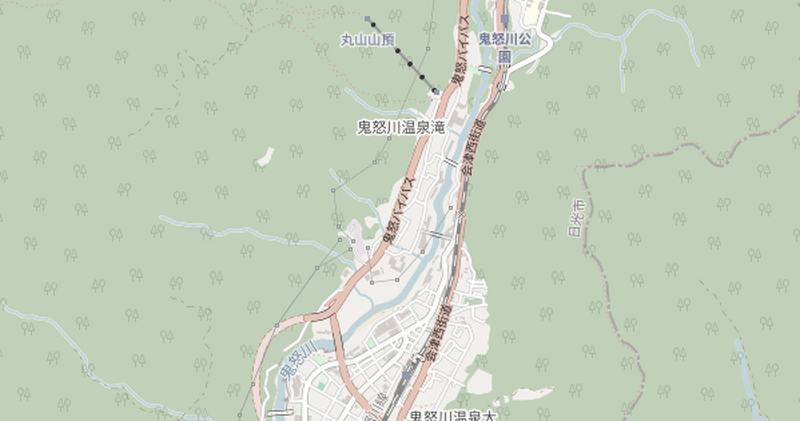 丸山山頂
鬼怒川公
園
鬼怒バイパス
鬼怒川温泉滝
会津西街道
鬼怒バイパス
日光市
会津西街道
鬼怒川
鬼怒川温泉大